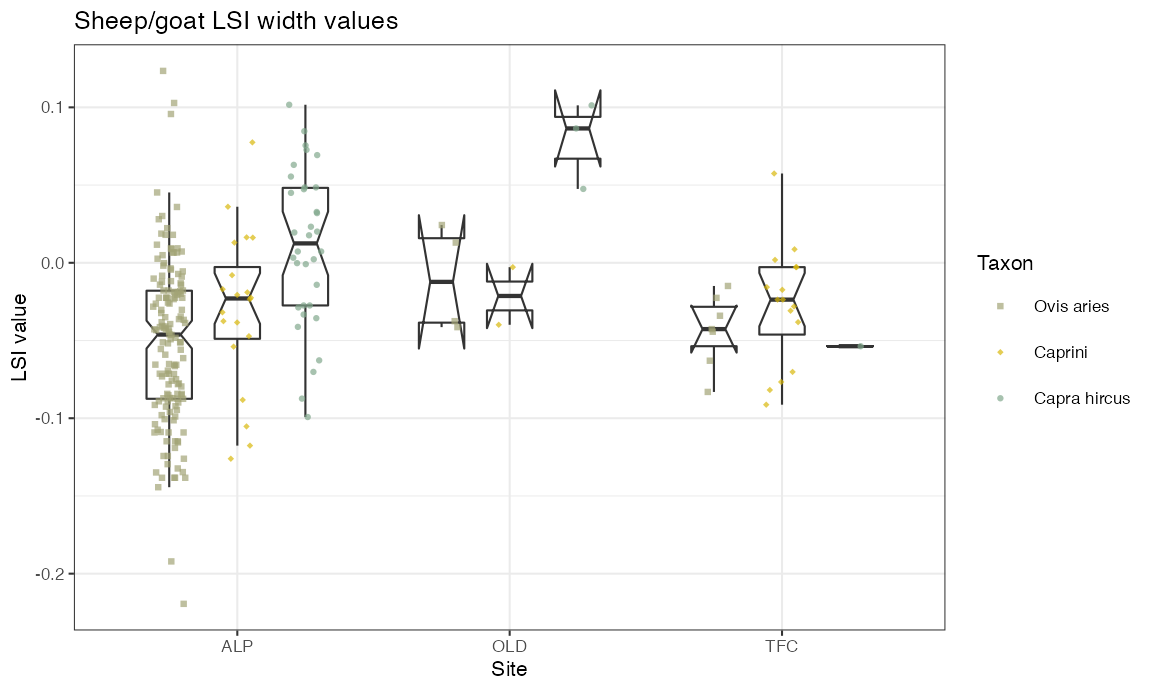 Sheep/goat LSI width values
0.1
0.0
-0.1
-0.2
LSI value
ALP
OLD
TFC
Site
Taxon
Ovis aries
Caprini
Capra hircus